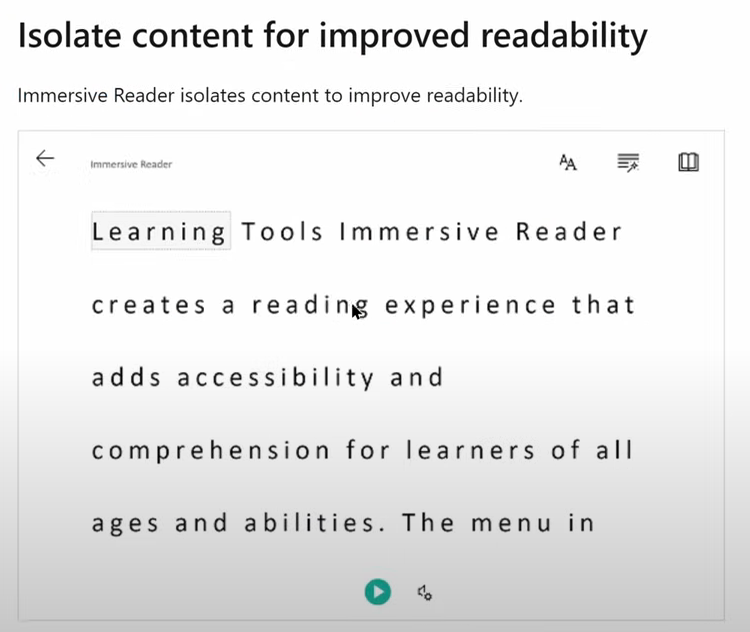 Isolate content for improved readability
Immersive Reader isolates content to improve readability.
Immersive Reader
Learning Tools Immersive Reader
creates a reading experience that
adds accessibility and
comprehension for learners of all
ages and abilities. The menu in